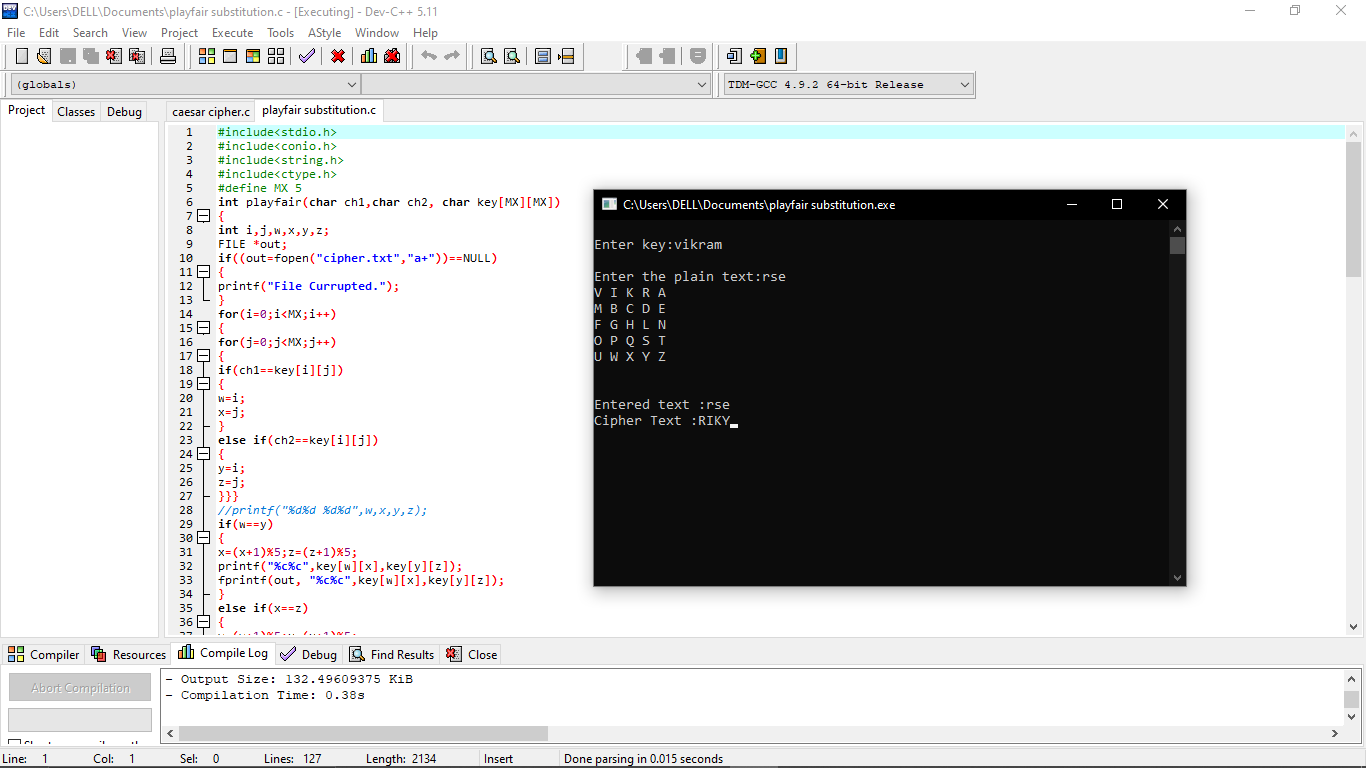 C:\Users\DELL\Documents\playfair substitution.c - [Executing] - Dev-C++ 5.11
File Edit Search View Project Execute Tools AStyle Window Help
(globals)
TDM-GCC 4.9.2 64-bit Release
Project Classes Debug
caesar cipher.c playfair substitution.c
1 #include<stdio.h>
2 #include<conio.h>
3 #include<string.h>
4 #include<ctype.h>
5 #define MX 5
6 int playfair(char ch1,char ch2, char key[MX][MX])
7 {
8 int i,j,w,x,y,z;
9 FILE *out;
10 if((out=fopen("cipher.txt","a+"))==NULL)
11 {
12 printf("File Currupted.");
13 }
14 for(i=0;i<MX;i++)
15 {
16 for(j=0;j<MX;j++)
17 {
18 if(ch1==key[i][j])
19 {
20 w=i;
21 x=j;
22 }
23 else if(ch2==key[i][j])
24 {
25 y=i;
26 z=j;
27 }}}
28 //printf("%d%d %d%d",w,x,y,z);
29 if(w==y)
30 {
31 x=(x+1)%5;z=(z+1)%5;
32 printf("%c%c",key[w][x],key[y][z]);
33 fprintf(out, "%c%c",key[w][x],key[y][z]);
34 }
35 else if(x==z)
36 {
C:\Users\DELL\Documents\playfair substitution.exe
Enter key:vikram
Enter the plain text:rse
V I K R A
M B C D E
F G H L N
O P Q S T
U W X Y Z
Entered text :rse
Cipher Text :RIKY
Compiler Resources Compile Log Debug Find Results Close
Abort Compilation
- Output Size: 132.49609375 KiB
- Compilation Time: 0.38s
Line: 1 Col: 1 Sel: 0 Lines: 127 Length: 2134 Insert Done parsing in 0.015 seconds